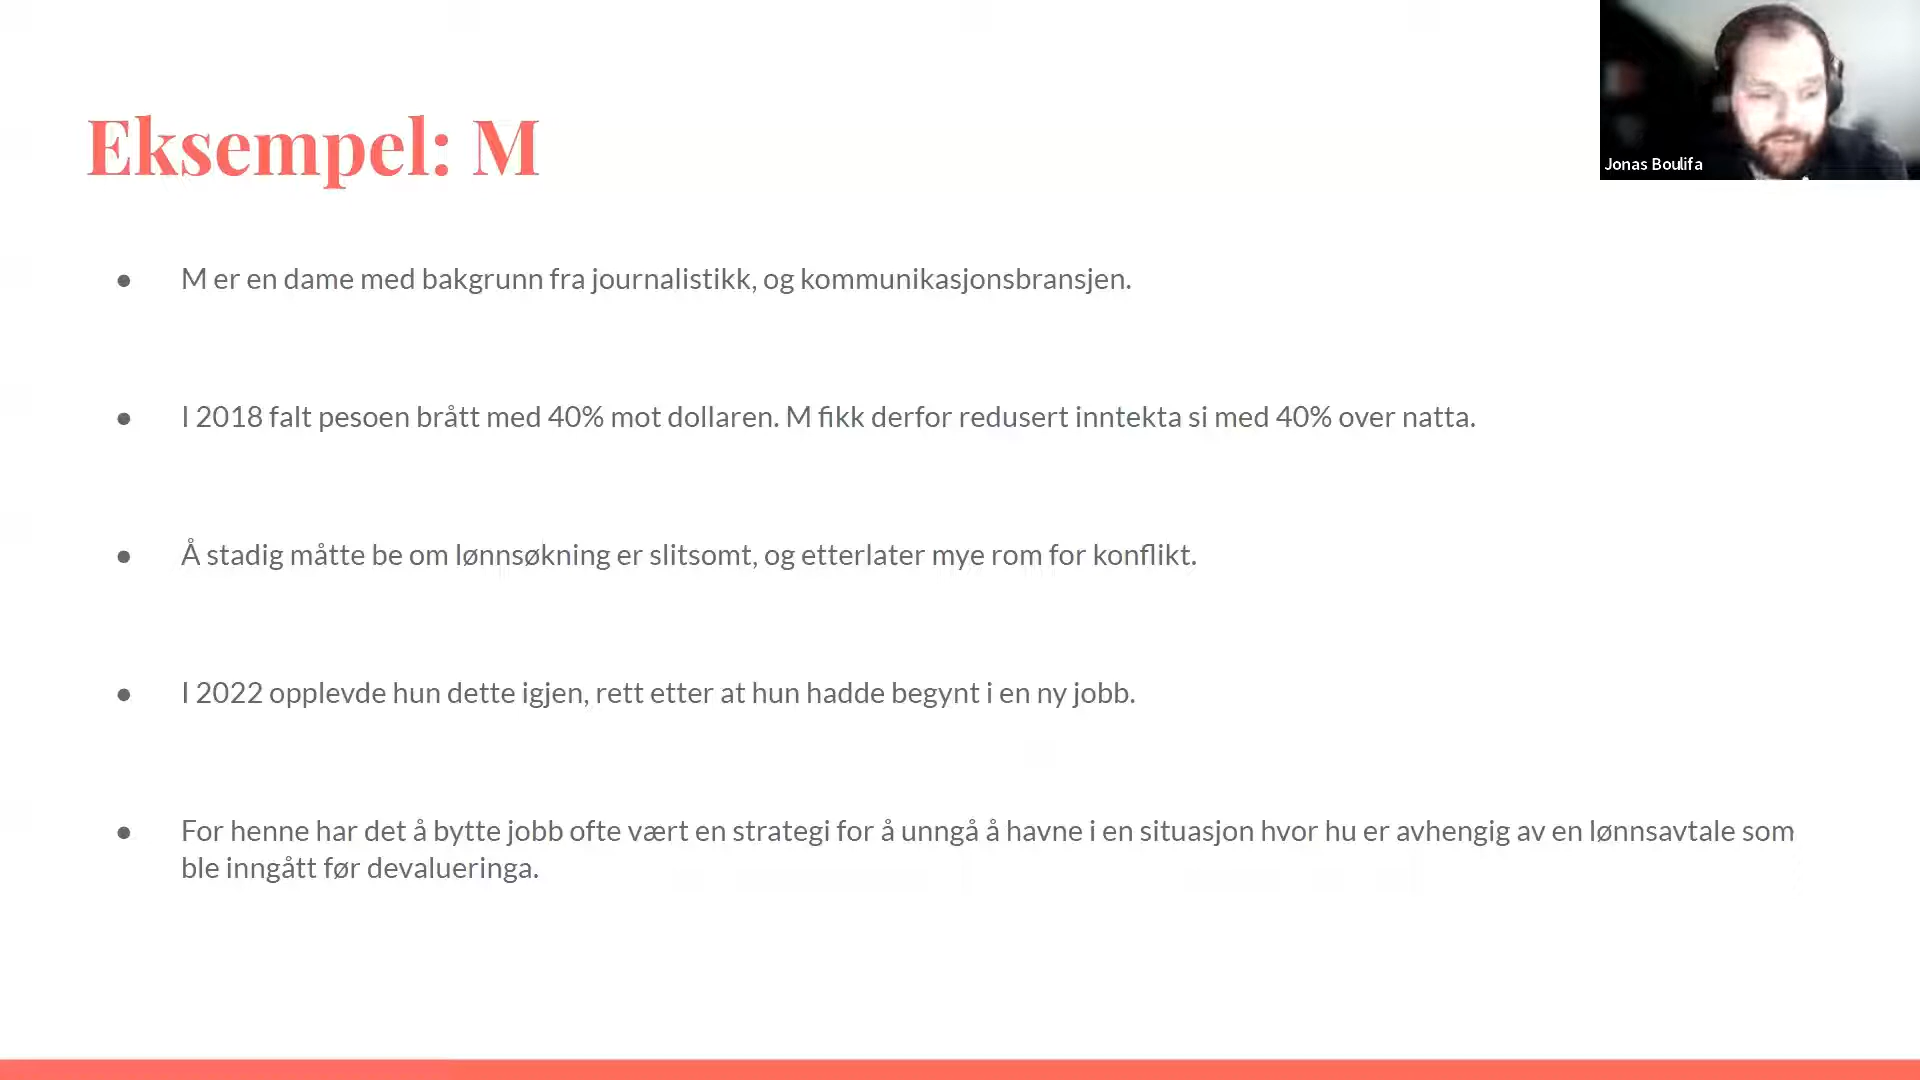 Eksempel: M
Jonas Boulifa
● M er en dame med bakgrunn fra journalistikk, og kommunikasjonsbransjen.
● I 2018 falt pesoen brått med 40% mot dollaren. M fikk derfor redusert inntekta si med 40% over natta.
● Å stadig måtte be om lønnsøkning er slitsomt, og etterlater mye rom for konflikt.
● I 2022 opplevde hun dette igjen, rett etter at hun hadde begynt i en ny jobb.
● For henne har det å bytte jobb ofte vært en strategi for å unngå å havne i en situasjon hvor hu er avhengig av en lønnsavtale som
ble inngått før devalueringa.